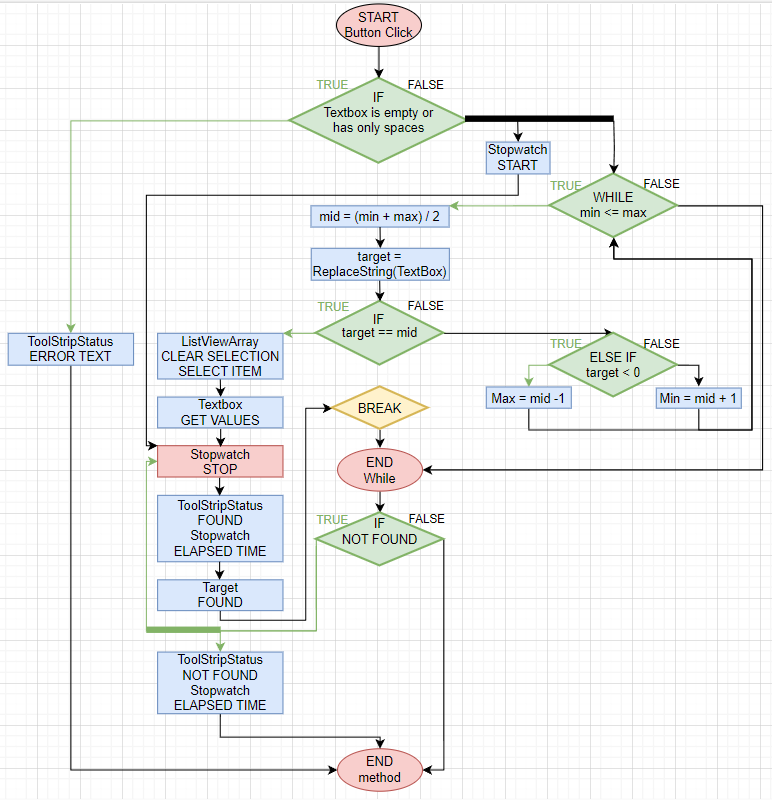 START
Button Click
TRUE
FALSE
IF
Textbox is empty or
has only spaces
Stopwatch
START
TRUE
FALSE
WHILE
min <= max
mid = (min + max) / 2
target =
ReplaceString(TextBox)
TRUE
FALSE
IF
target == mid
ToolStripStatus
ERROR TEXT
ListViewArray
CLEAR SELECTION
SELECT ITEM
TRUE
FALSE
ELSE IF
target < 0
Max = mid -1
Min = mid + 1
Textbox
GET VALUES
BREAK
Stopwatch
STOP
END
While
ToolStripStatus
FOUND
Stopwatch
ELAPSED TIME
TRUE
FALSE
IF
NOT FOUND
Target
FOUND
ToolStripStatus
NOT FOUND
Stopwatch
ELAPSED TIME
END
method